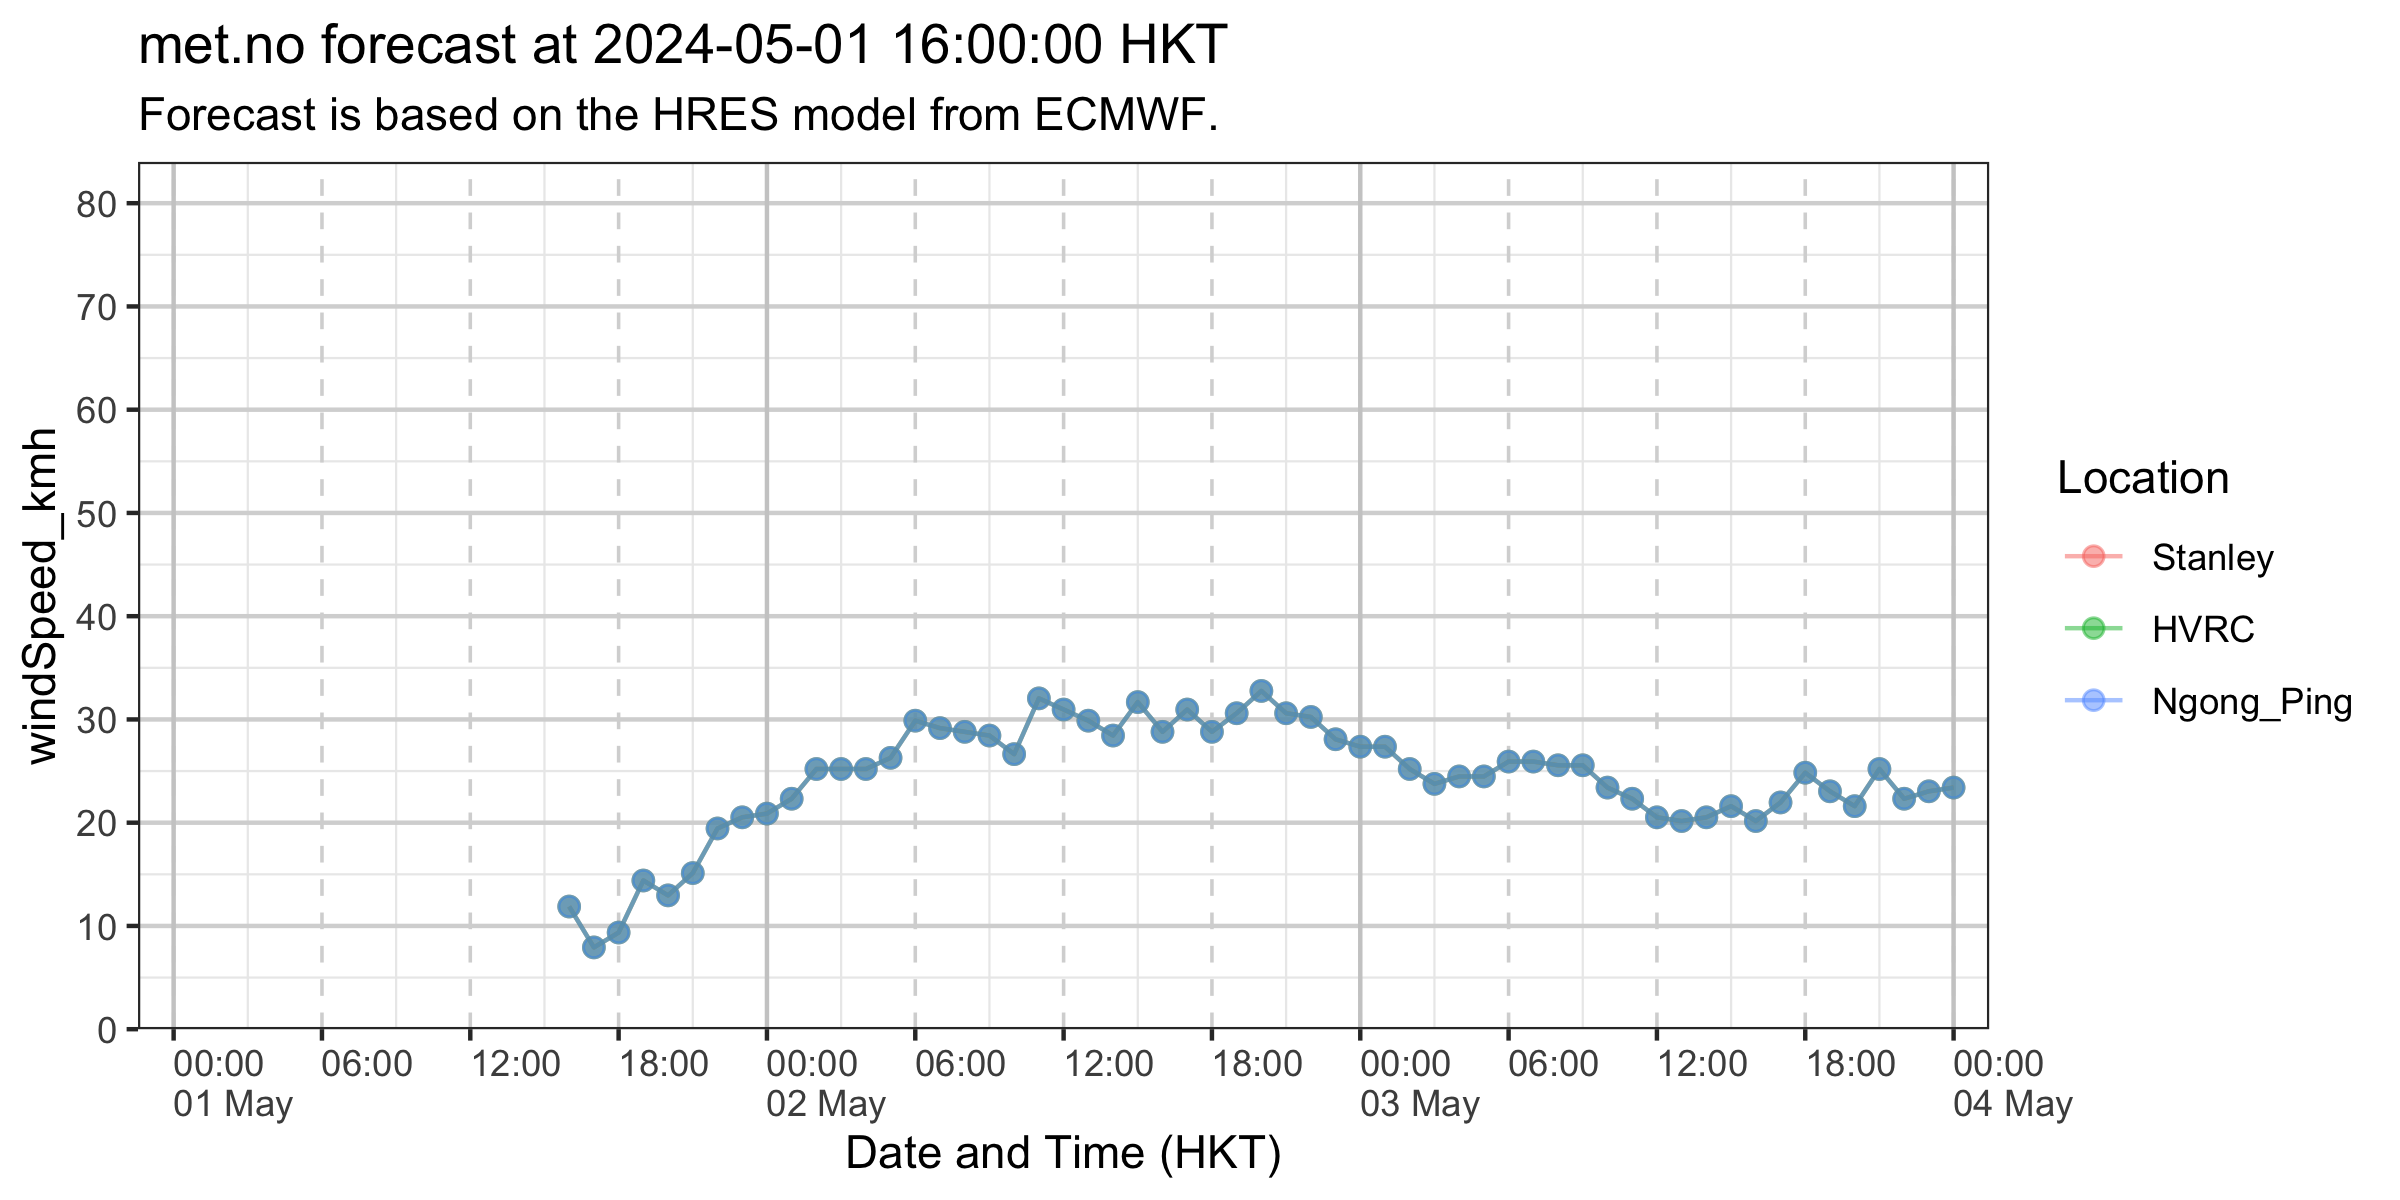 met.no forecast at 2024-05-01 16:00:00 HKT
Forecast is based on the HRES model from ECMWF.
windSpeed_kmh
80
70
60
50
40
30
20
10
0
00:00 06:00 12:00 18:00 00:00 06:00 12:00 18:00 00:00 06:00 12:00 18:00 00:00
01 May 02 May 03 May 04 May
Date and Time (HKT)
Location
Stanley
HVRC
Ngong_Ping